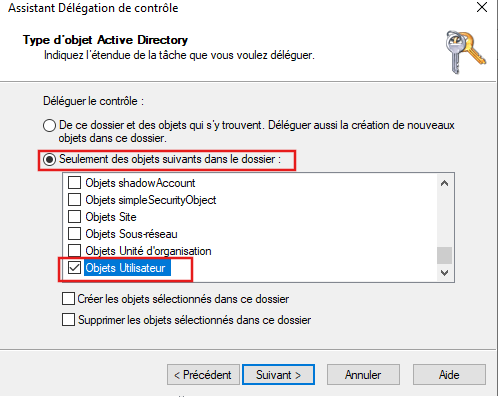 Assistant Délégation de contrôle
Type d'objet Active Directory
Indiquez l'étendue de la tâche que vous voulez déléguer.
Déléguer le contrôle :
De ce dossier et des objets qui s'y trouvent. Déléguer aussi la création de nouveaux
objets dans ce dossier.
Seulement des objets suivants dans le dossier :
Objets shadowAccount
Objets simpleSecurityObject
Objets Site
Objets Sous-réseau
Objets Unité d'organisation
Objets Utilisateur
Créer les objets sélectionnés dans ce dossier
Supprimer les objets sélectionnés dans ce dossier
< Précédent Suivant > Annuler Aide